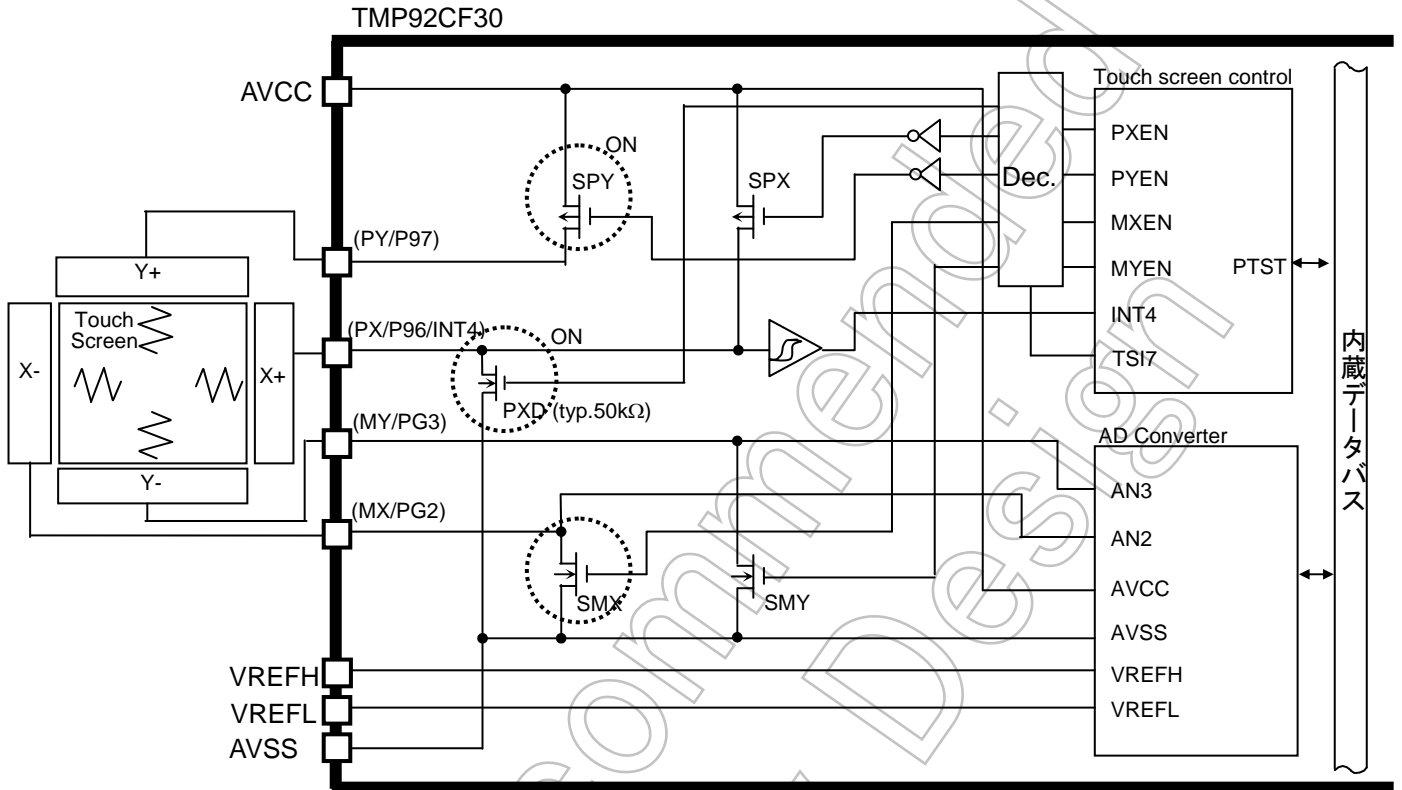 TMP92CF30
AVCC
Touch screen control
ON
SPY
SPX
Dec.
PXEN
PYEN
MXEN
MYEN
PTST
INT4
TSI7
(PY/P97)
Y+
Touch
Screen
X-
X+
Y-
(PX/P96/INT4)
ON
PXD (typ.50kΩ)
(MY/PG3)
(MX/PG2)
SMX
SMY
AD Converter
AN3
AN2
AVCC
AVSS
VREFH
VREFL
VREFH
VREFL
AVSS
内蔵データバス
ommended
Design